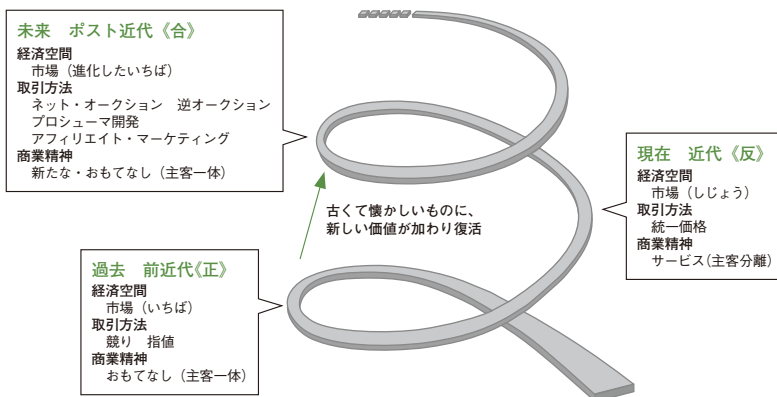 未来　ポスト近代《合》
経済空間
市場（進化したいちば）
取引方法
ネット・オークション　逆オークション
プロシューマ開発
アフィリエイト・マーケティング
商業精神
新たな・おもてなし（主客一体）
現在　近代《反》
経済空間
市場（しじょう）
取引方法
統一価格
商業精神
サービス（主客分離）
古くて懐かしいものに、
新しい価値が加わり復活
過去　前近代《正》
経済空間
市場（いちば）
取引方法
競り　指値
商業精神
おもてなし（主客一体）